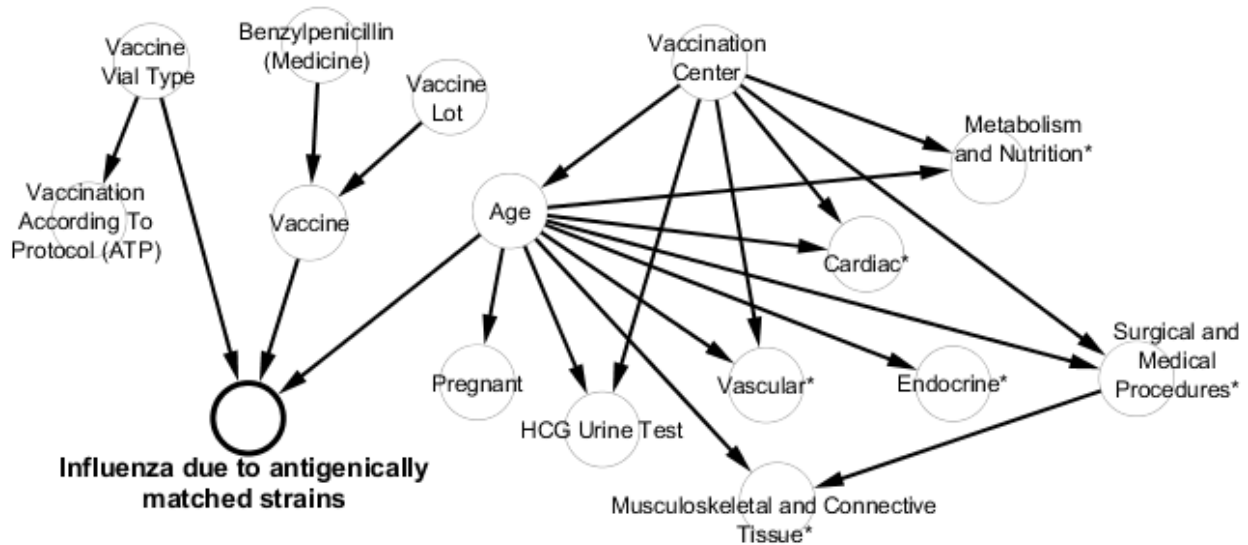 Vaccine
Vial Type
Benzylpenicillin
(Medicine)
Vaccine
Lot
Vaccination
Center
Metabolism
and Nutrition*
Vaccination
According To
Protocol (ATP)
Vaccine
Age
Cardiac*
Pregnant
HCG Urine Test
Vascular*
Endocrine*
Surgical and
Medical
Procedures*
Influenza due to antigenically
matched strains
Musculoskeletal and Connective
Tissue*